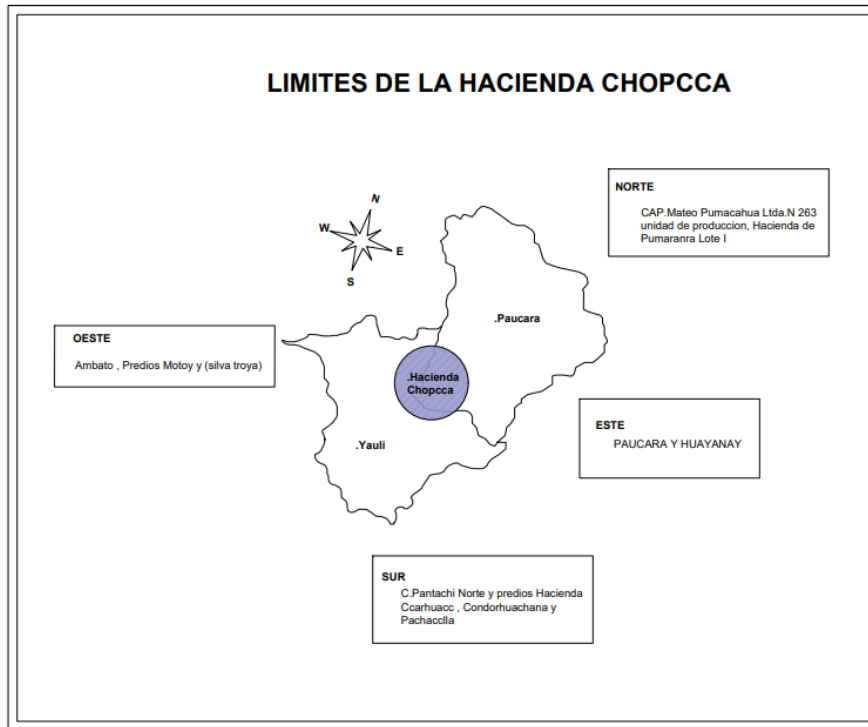 LIMITES DE LA HACIENDA CHOPCCA
NORTE
CAP.Mateo Pumacahua Ltda.N 263
unidad de produccion, Hacienda de
Pumaranra Lote I
N
W
E
S
.Paucara
OESTE
Ambato , Predios Motoy y (silva troya)
.Hacienda
Chopcca
ESTE
PAUCARA Y HUAYANAY
.Yauli
SUR
C.Pantachi Norte y predios Hacienda
Ccarhuacc , Condorhuachana y
Pachacclla